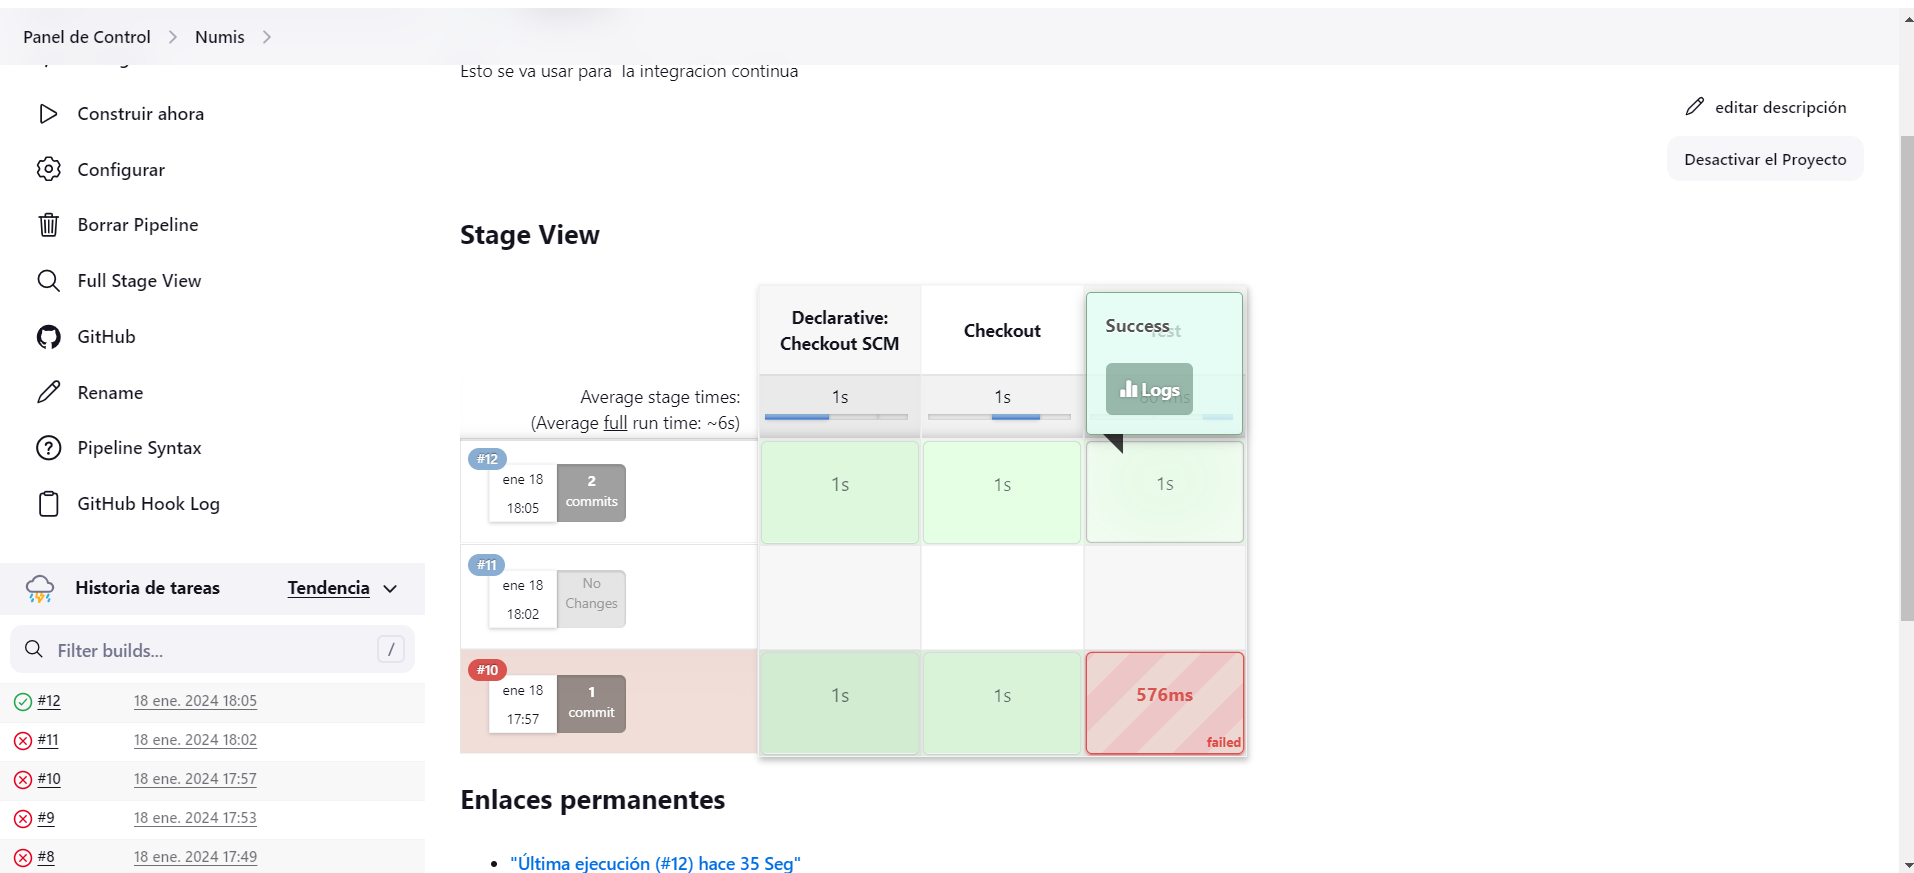 Panel de Control
Numis
Esto se va usar para  la integracion continua
editar descripción
Desactivar el Proyecto
Construir ahora
Configurar
Borrar Pipeline
Full Stage View
GitHub
Rename
Pipeline Syntax
GitHub Hook Log
Historia de tareas
Tendencia
Filter builds...
/
#12
18 ene. 2024 18:05
#11
18 ene. 2024 18:02
#10
18 ene. 2024 17:57
#9
18 ene. 2024 17:53
#8
18 ene. 2024 17:49
Stage View
Declarative:
Checkout SCM
Checkout
Success
Logs
Average stage times:
(Average full run time: ~6s)
1s
1s
#12
ene 18
18:05
2
commits
1s
1s
1s
#11
ene 18
18:02
No
Changes
#10
ene 18
17:57
1
commit
1s
1s
576ms
failed
Enlaces permanentes
"Última ejecución (#12) hace 35 Seg"